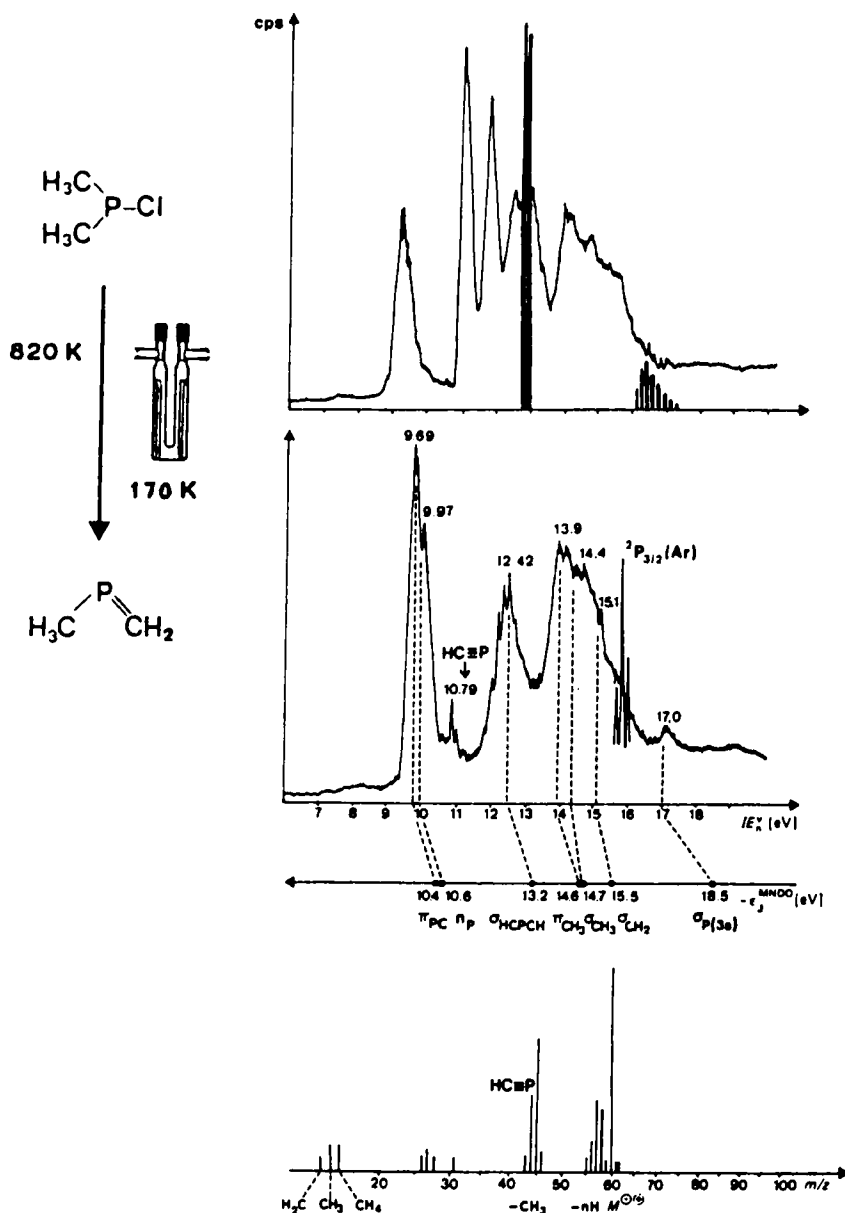 cps
H₃C
P-Cl
H₃C
820 K
170 K
P
H₃C
CH₂
9.69
9.97
HC≡P
10.79
12.42
13.9
14.4
15.1
²P₃/₂(Ar)
17.0
7 8 9 10 11 12 13 14 15 16 17 18 IEₙᵛ [eV]
10.4 10.6 13.2 14.6 14.7 15.5 18.5 -εJᴹᴺᴰᴼ [eV]
πPC nP σHCPCH πCH₃ σCH₃ σCH₂ σP(3s)
HC≡P
20 30 40 50 60 70 80 90 100 m/z
H₂C CH₃ CH₄ -CH₃ -nH M